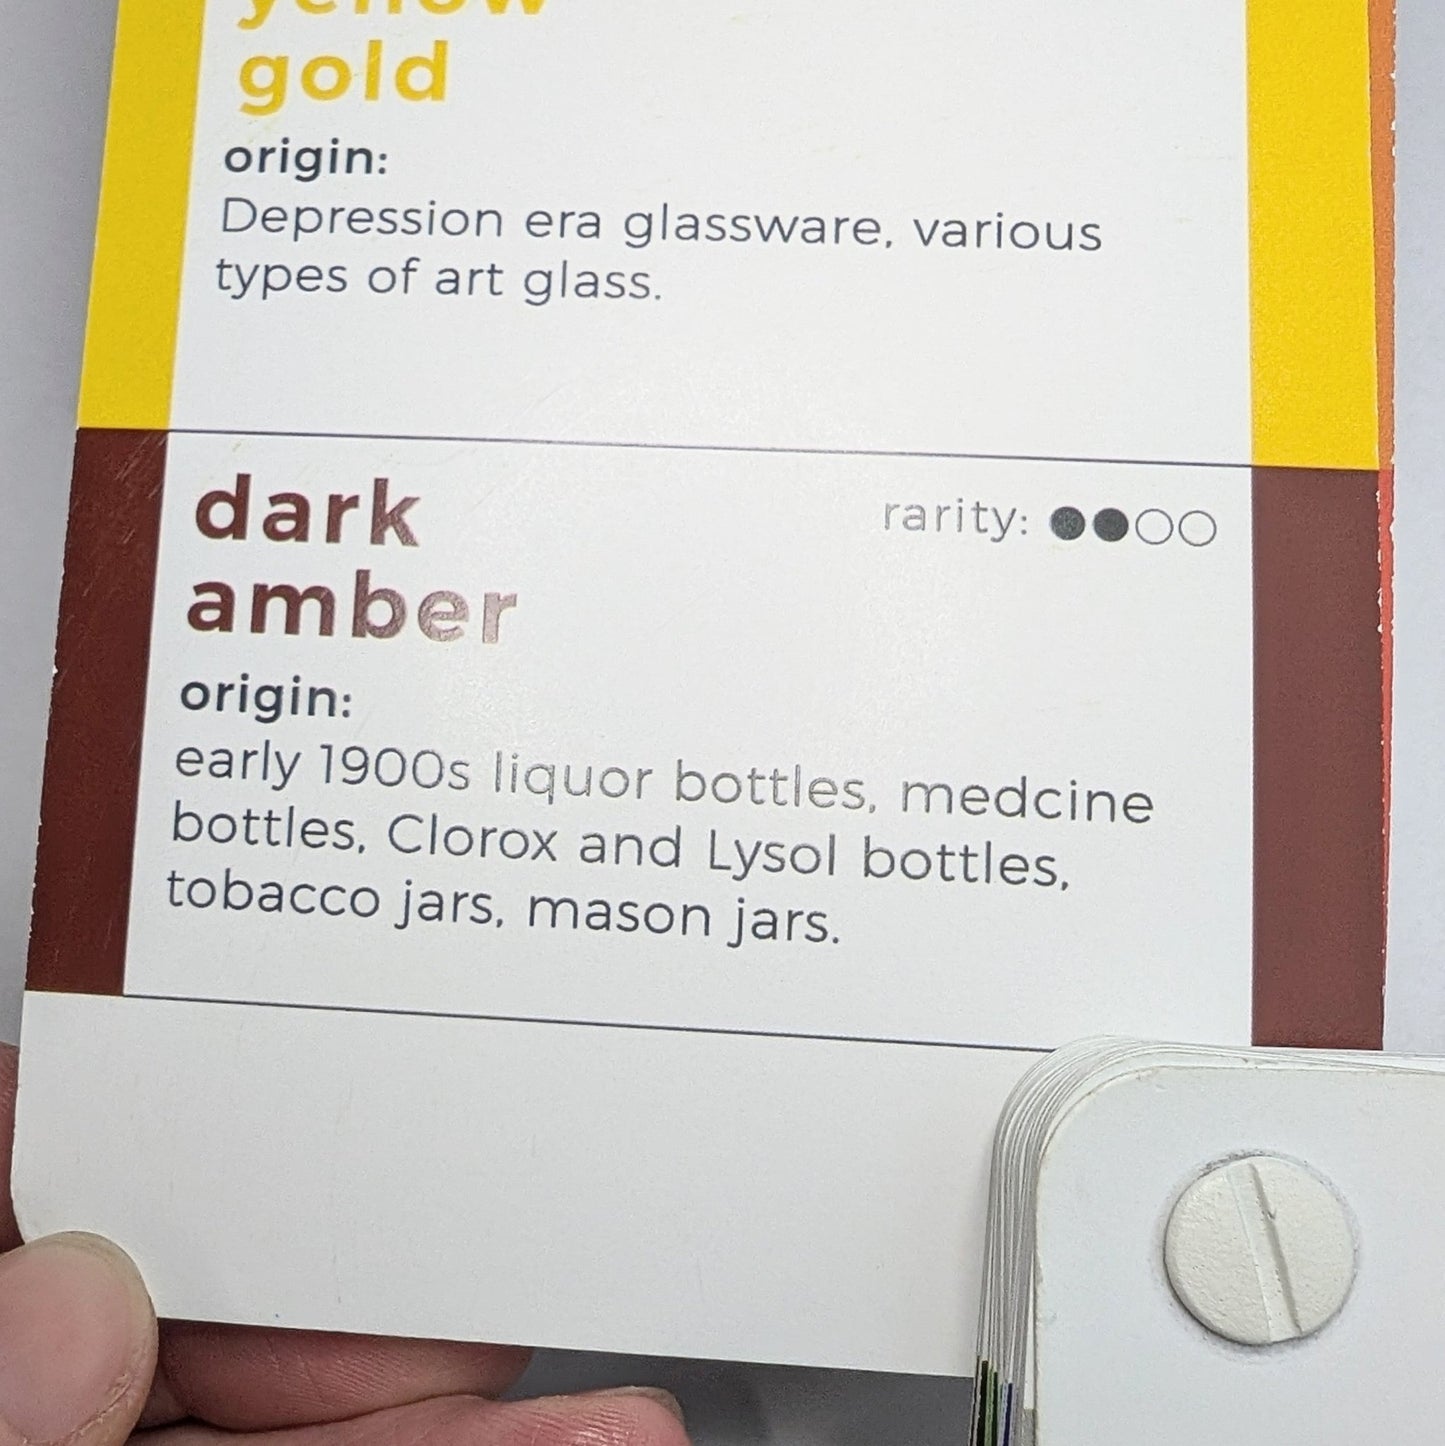 yellow
gold
origin:
Depression era glassware, various
types of art glass.
dark
amber
rarity:
origin:
early 1900s liquor bottles, medcine
bottles, Clorox and Lysol bottles,
tobacco jars, mason jars.